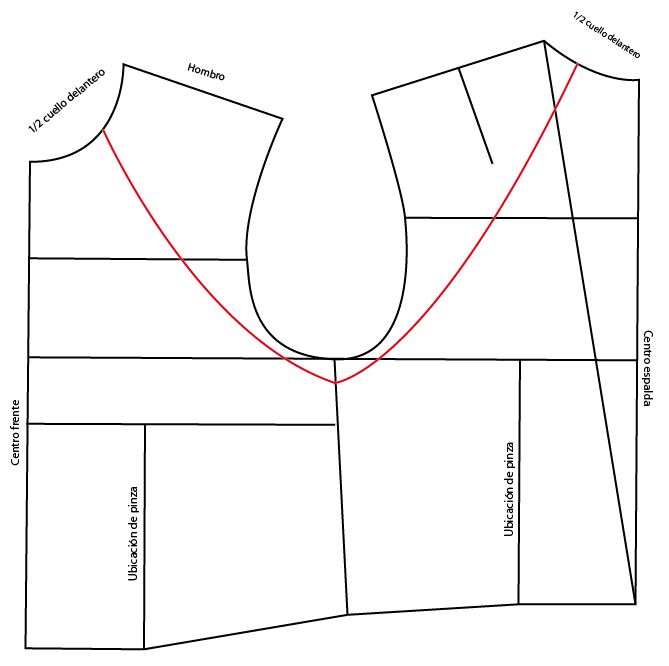 1/2 cuello delantero
Hombro
1/2 cuello delantero
Centro espalda
Centro frente
Ubicación de pinza
Ubicación de pinza